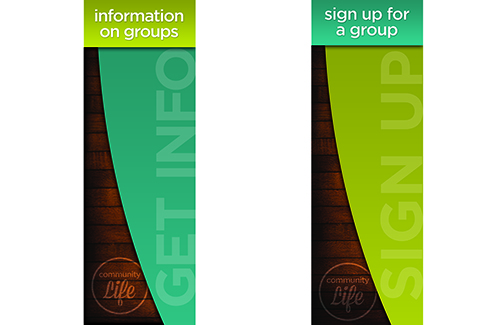 information
on groups
GET INFO
community
Life
sign up for
a group
SIGN UP
community
Life